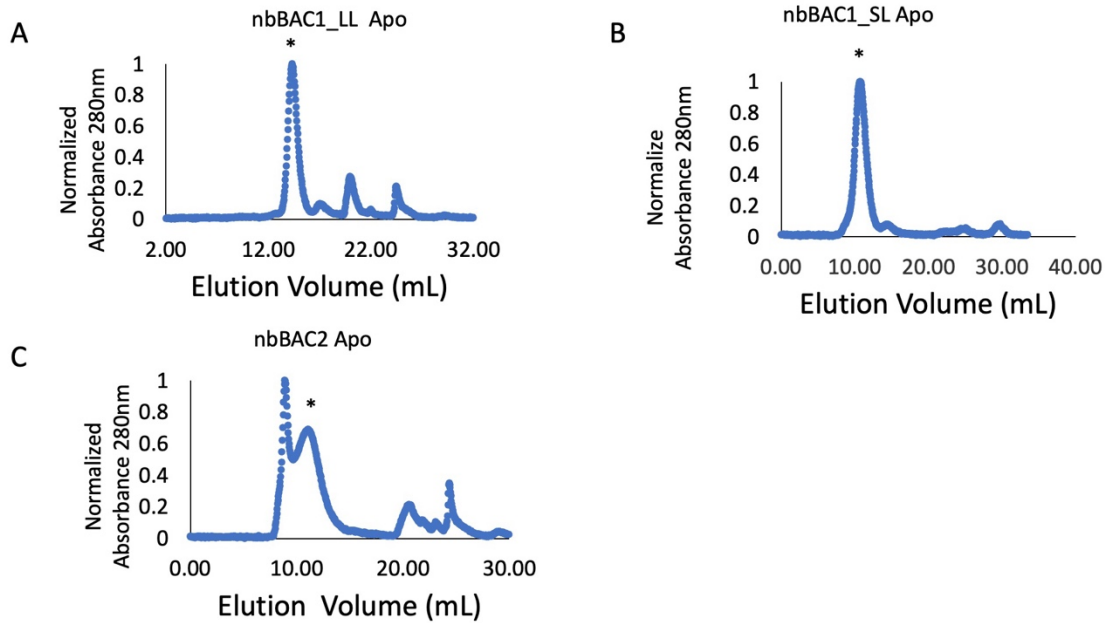 A
nbBAC1_LL Apo
*
Normalized
Absorbance 280nm
1
0.8
0.6
0.4
0.2
0
2.00 12.00 22.00 32.00
Elution Volume (mL)
B
nbBAC1_SL Apo
*
Normalize
Absorbance 280nm
1
0.8
0.6
0.4
0.2
0
0.00 10.00 20.00 30.00 40.00
Elution Volume (mL)
C
nbBAC2 Apo
*
Normalized
Absorbance 280nm
1
0.8
0.6
0.4
0.2
0
0.00 10.00 20.00 30.00
Elution Volume (mL)